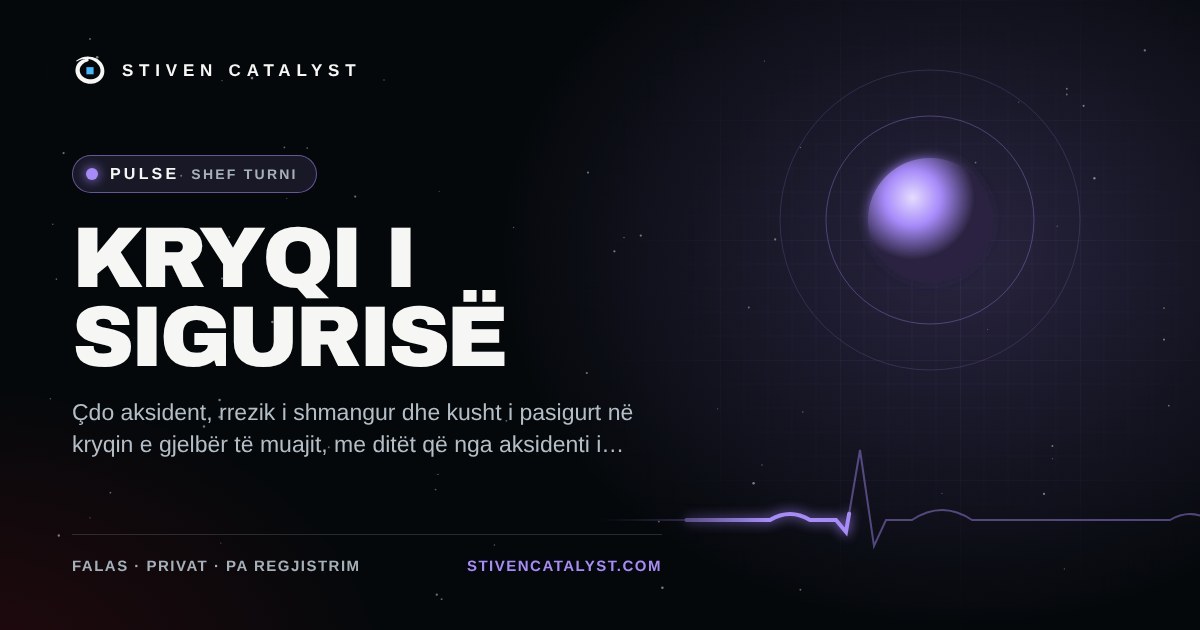 STIVEN CATALYST
PULSE · SHEF TURNI
KRYQI I
SIGURISË
Çdo aksident, rrezik i shmangur dhe kusht i pasigurt në
kryqin e gjelbër të muajit, me ditët që nga aksidenti i…
FALAS · PRIVAT · PA REGJISTRIM
STIVENCATALYST.COM